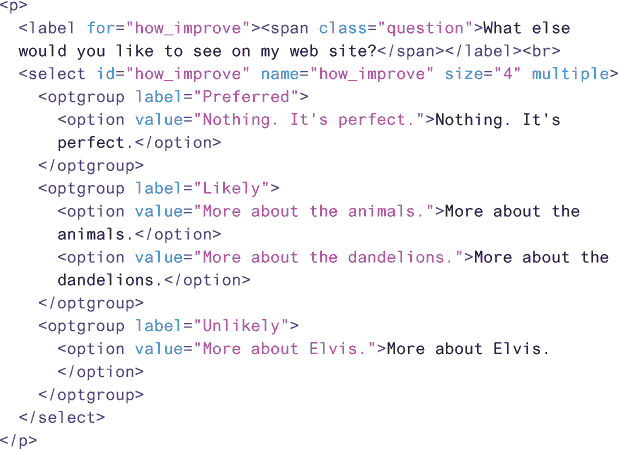 <p>
  <label for="how_improve"><span class="question">What else
  would you like to see on my web site?</span></label><br>
  <select id="how_improve" name="how_improve" size="4" multiple>
    <optgroup label="Preferred">
      <option value="Nothing. It's perfect.">Nothing. It's
      perfect.</option>
    </optgroup>
    <optgroup label="Likely">
      <option value="More about the animals.">More about the
      animals.</option>
      <option value="More about the dandelions.">More about the
      dandelions.</option>
    </optgroup>
    <optgroup label="Unlikely">
      <option value="More about Elvis.">More about Elvis.
      </option>
    </optgroup>
  </select>
</p>